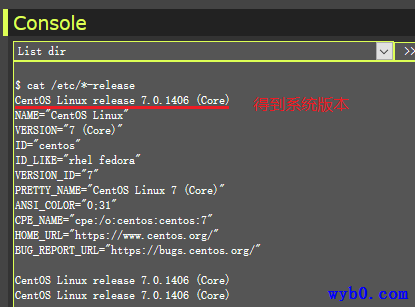 Console
List dir >>
$ cat /etc/*-release
CentOS Linux release 7.0.1406 (Core) 得到系统版本
NAME="CentOS Linux"
VERSION="7 (Core)"
ID="centos"
ID_LIKE="rhel fedora"
VERSION_ID="7"
PRETTY_NAME="CentOS Linux 7 (Core)"
ANSI_COLOR="0;31"
CPE_NAME="cpe:/o:centos:centos:7"
HOME_URL="https://www.centos.org/"
BUG_REPORT_URL="https://bugs.centos.org/"
CentOS Linux release 7.0.1406 (Core)
CentOS Linux release 7.0.1406 (Core)
wyb0.com